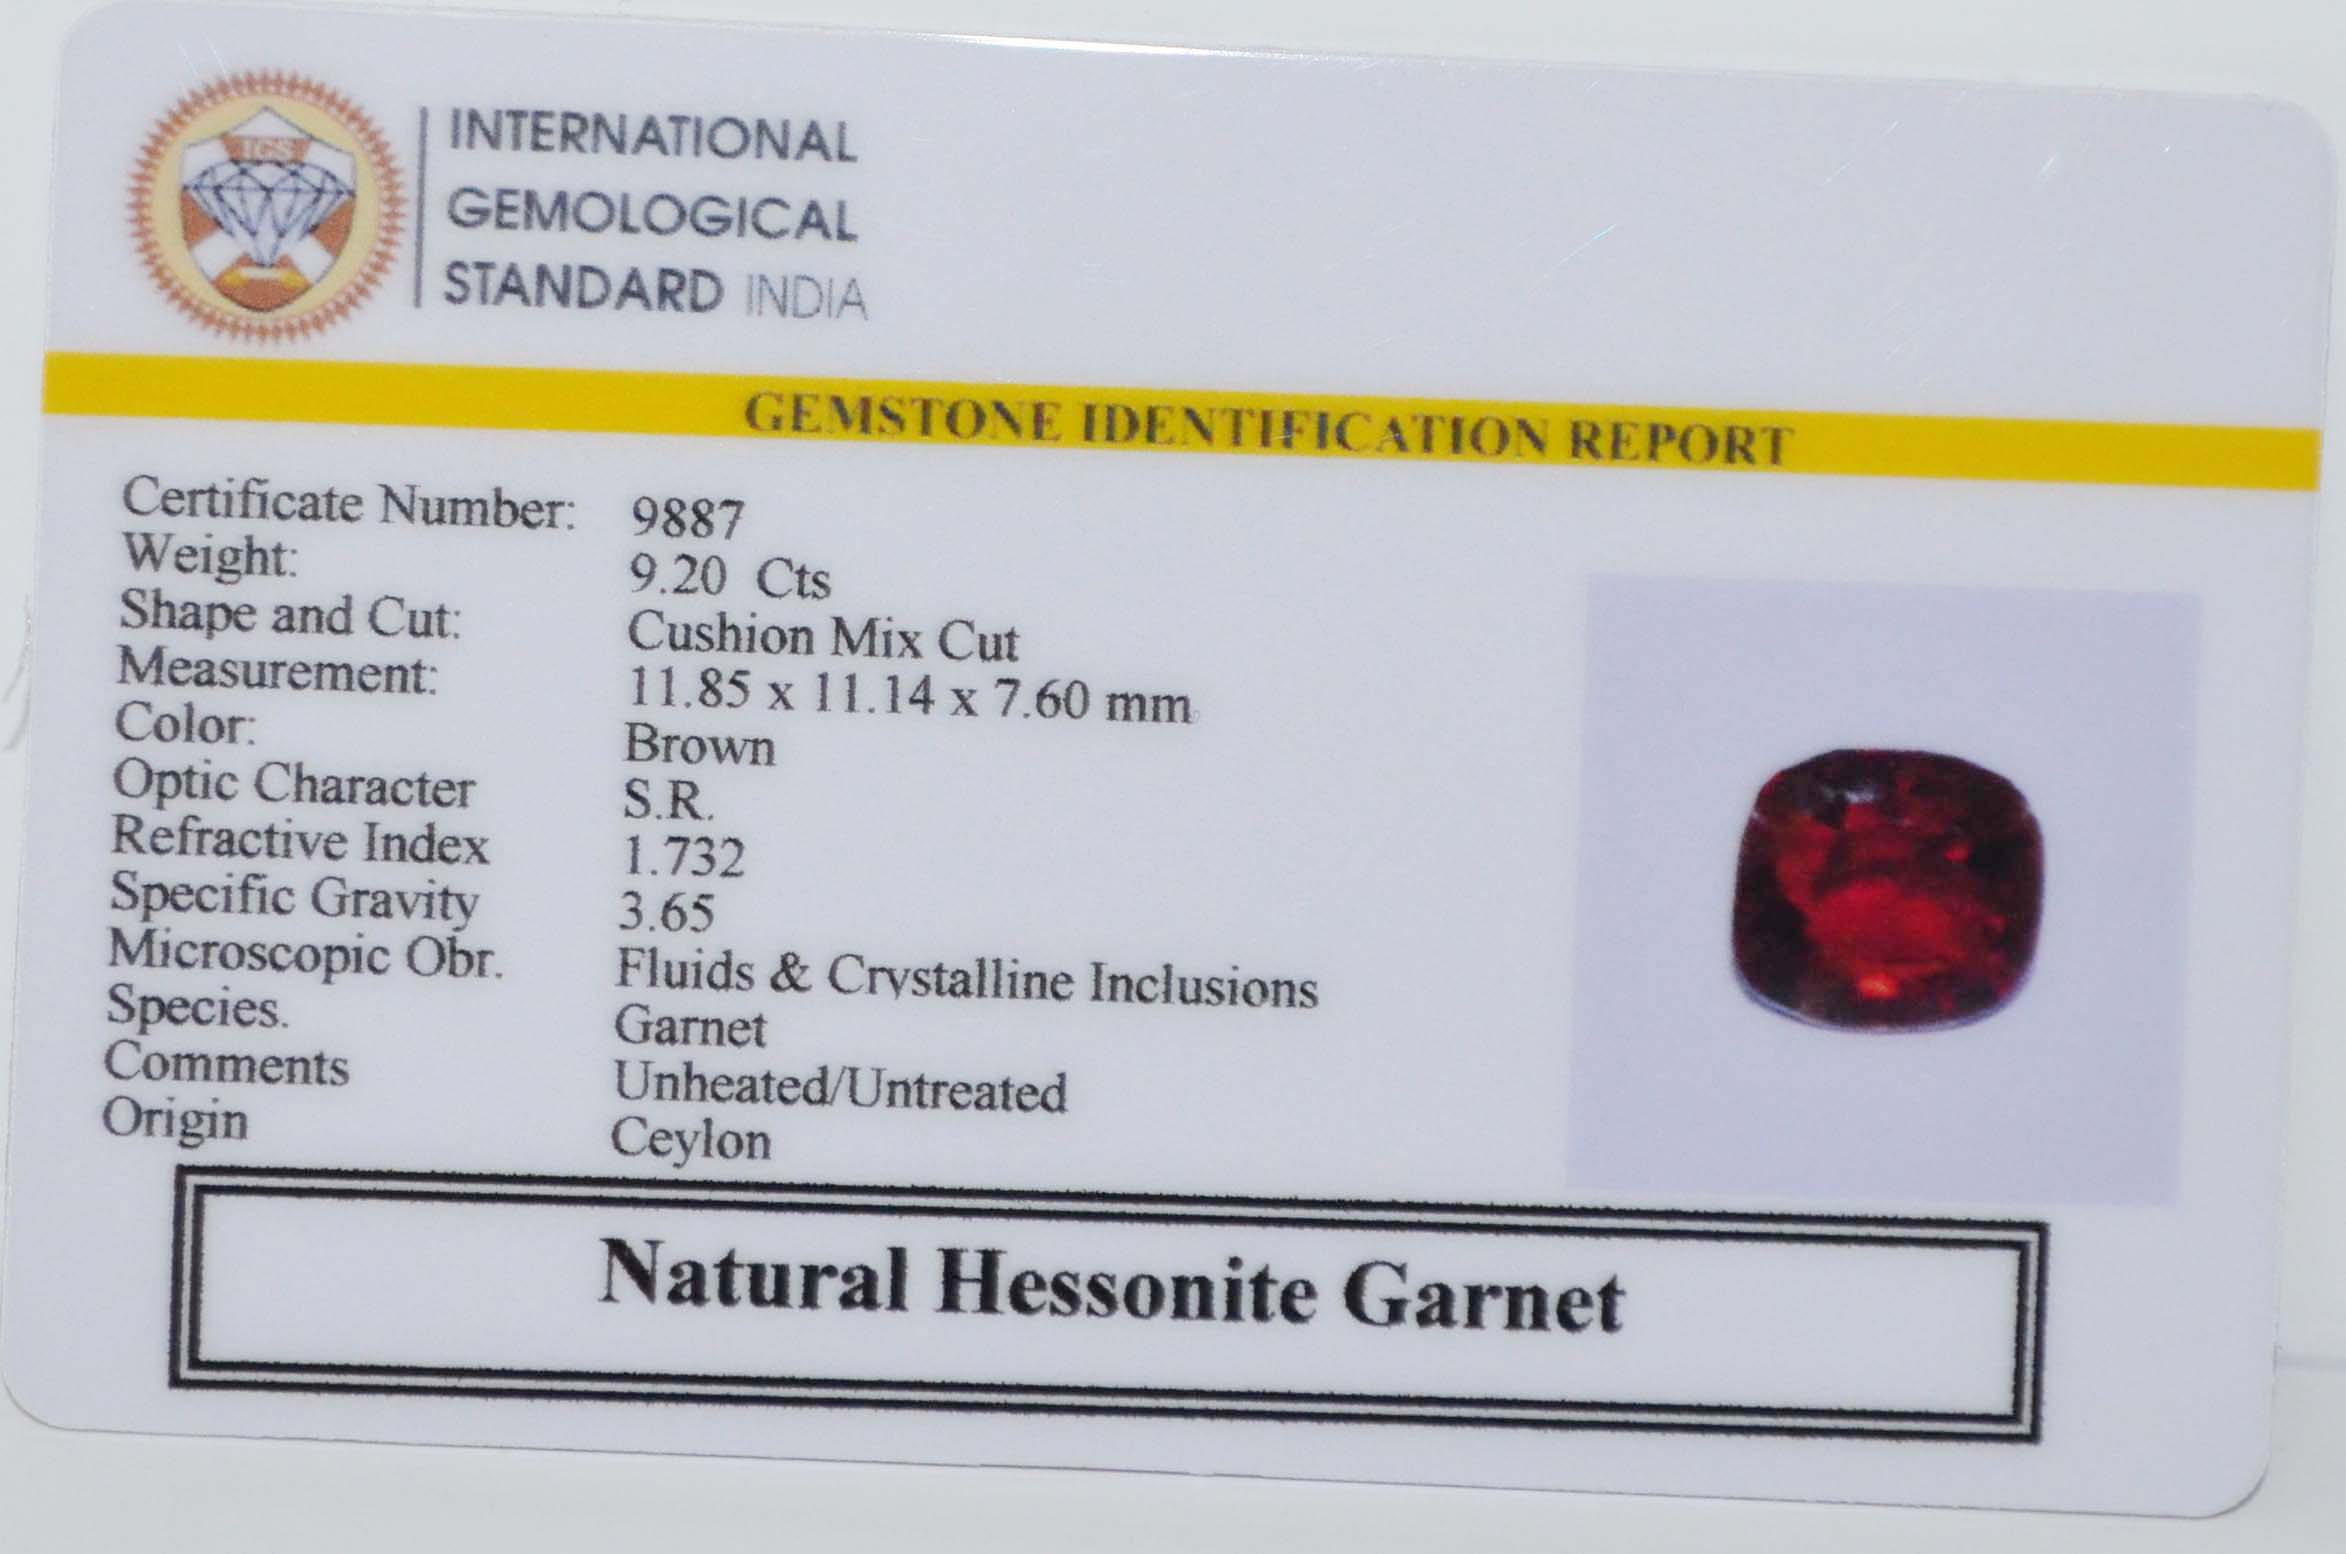 IGS
INTERNATIONAL
GEMOLOGICAL
STANDARD INDIA
GEMSTONE IDENTIFICATION REPORT
Certificate Number: 9887
Weight: 9.20 Cts
Shape and Cut: Cushion Mix Cut
Measurement: 11.85 x 11.14 x 7.60 mm
Color: Brown
Optic Character S.R.
Refractive Index 1.732
Specific Gravity 3.65
Microscopic Obr. Fluids & Crystalline Inclusions
Species. Garnet
Comments Unheated/Untreated
Origin Ceylon
Natural Hessonite Garnet